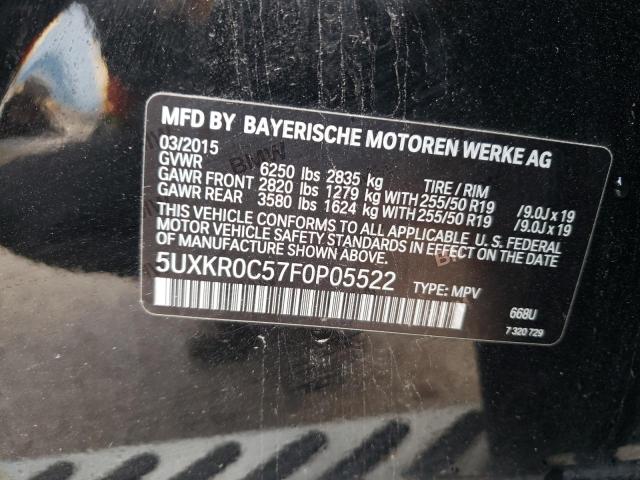 MFD BY BAYERISCHE MOTOREN WERKE AG
03/2015
GVWR 6250 lbs 2835 kg TIRE / RIM
GAWR FRONT 2820 lbs 1279 kg WITH 255/50 R19 /9.0J x 19
GAWR REAR 3580 lbs 1624 kg WITH 255/50 R19 /9.0J x 19
THIS VEHICLE CONFORMS TO ALL APPLICABLE U. S. FEDERAL
MOTOR VEHICLE SAFETY STANDARDS IN EFFECT ON THE DATE OF
MANUFACTURE SHOWN ABOVE.
5UXKR0C57F0P05522 TYPE: MPV
668U
7 320 729